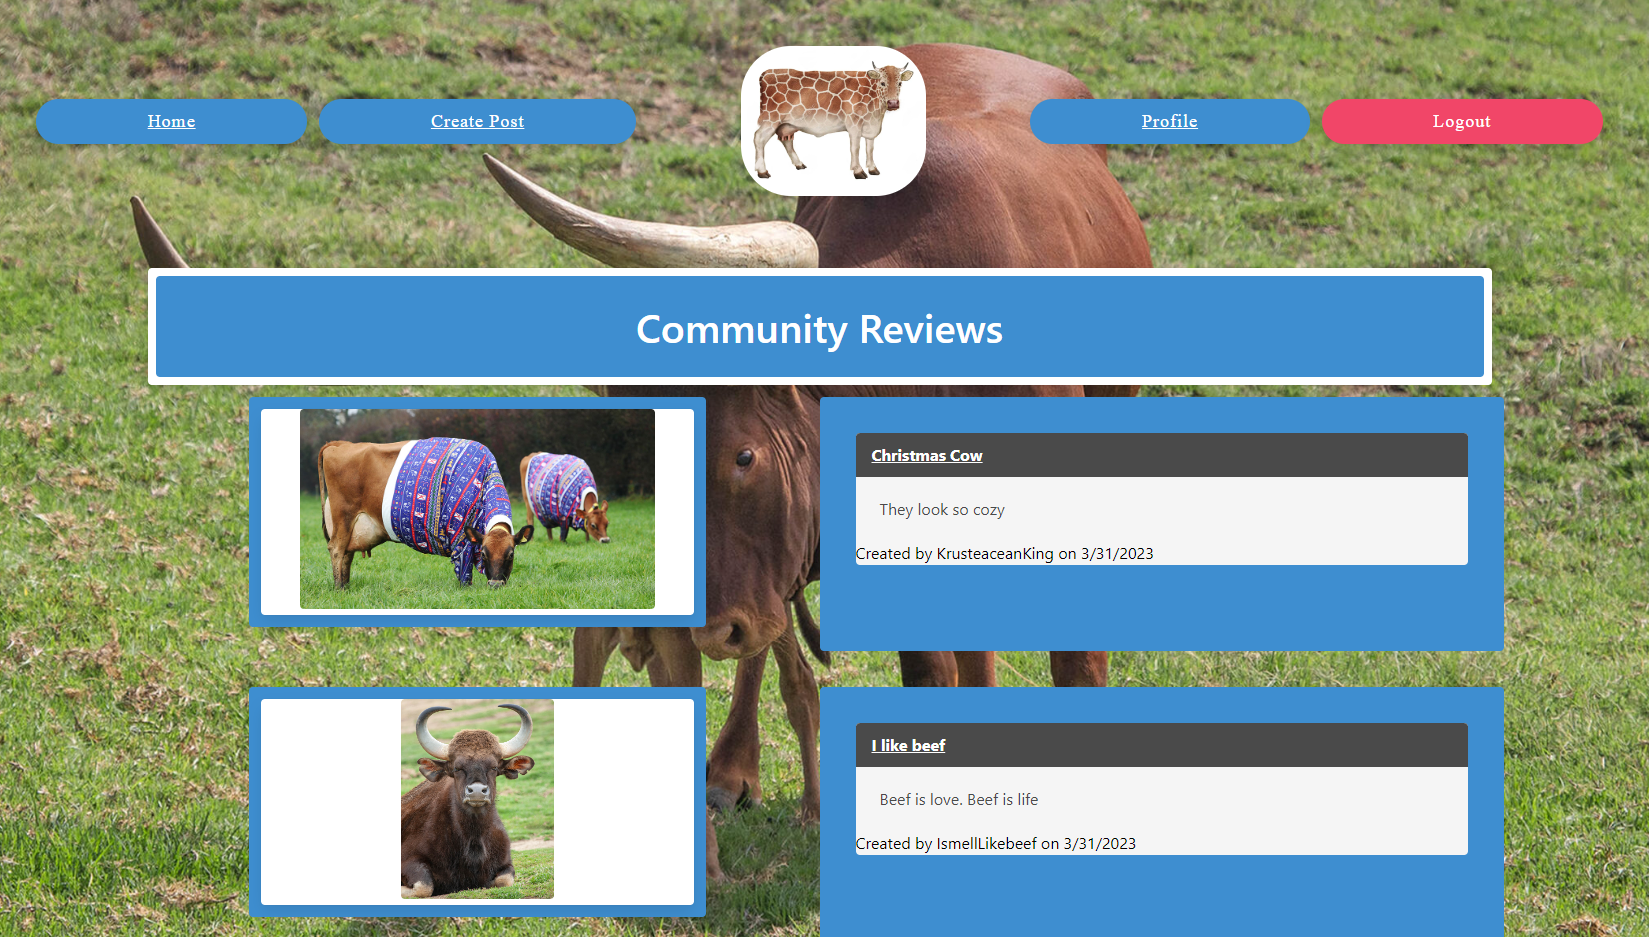 Home
Create Post
Profile
Logout
Community Reviews
Christmas Cow
They look so cozy
Created by KrusteaceanKing on 3/31/2023
I like beef
Beef is love. Beef is life
Created by IsmellLikebeef on 3/31/2023